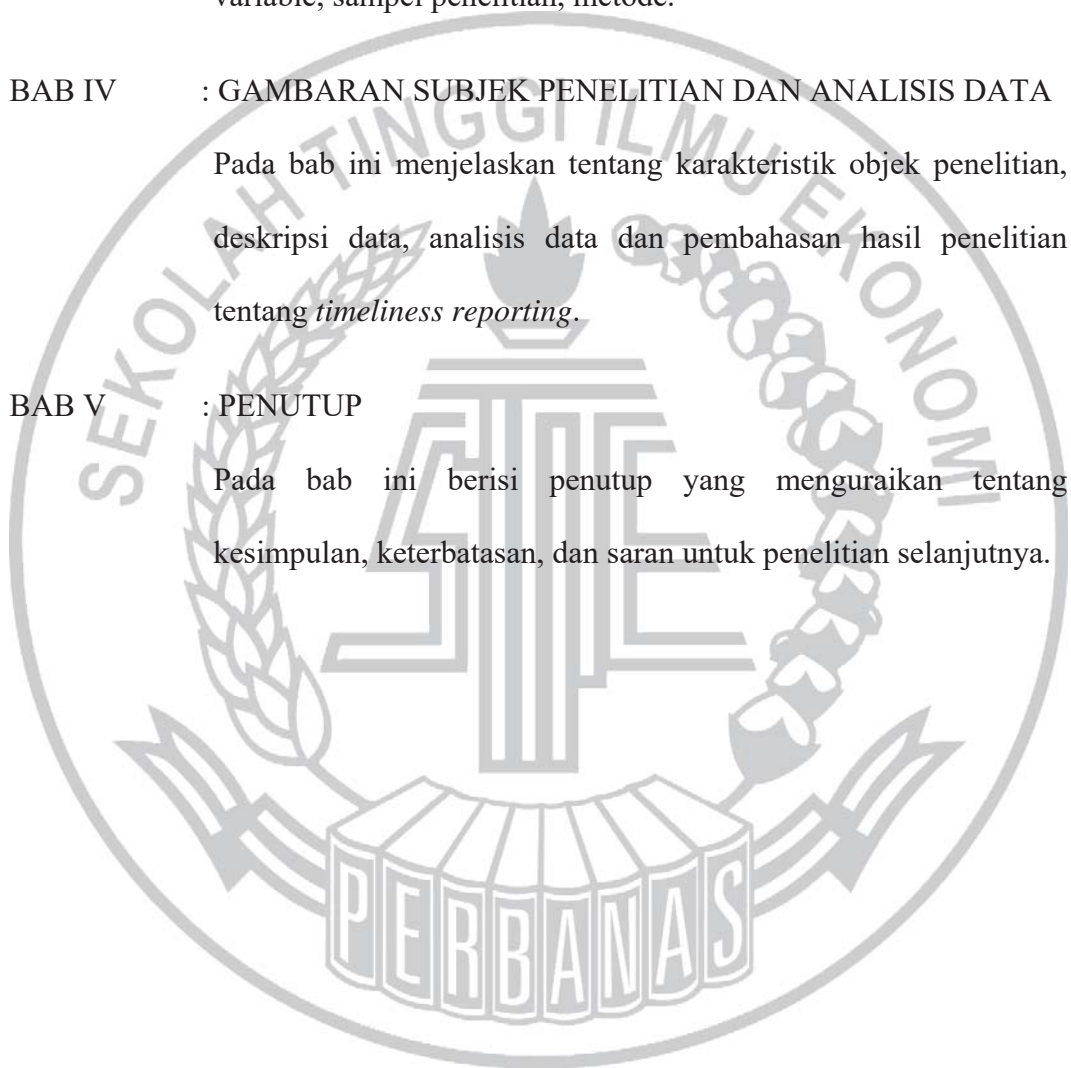 variable, sampel penelitian, metode.
BAB IV : GAMBARAN SUBJEK PENELITIAN DAN ANALISIS DATA
Pada bab ini menjelaskan tentang karakteristik objek penelitian,
deskripsi data, analisis data dan pembahasan hasil penelitian
tentang timeliness reporting.
BAB V : PENUTUP
Pada bab ini berisi penutup yang menguraikan tentang
kesimpulan, keterbatasan, dan saran untuk penelitian selanjutnya.
SEKOLAH TINGGI ILMU EKONOMI
PERBANAS